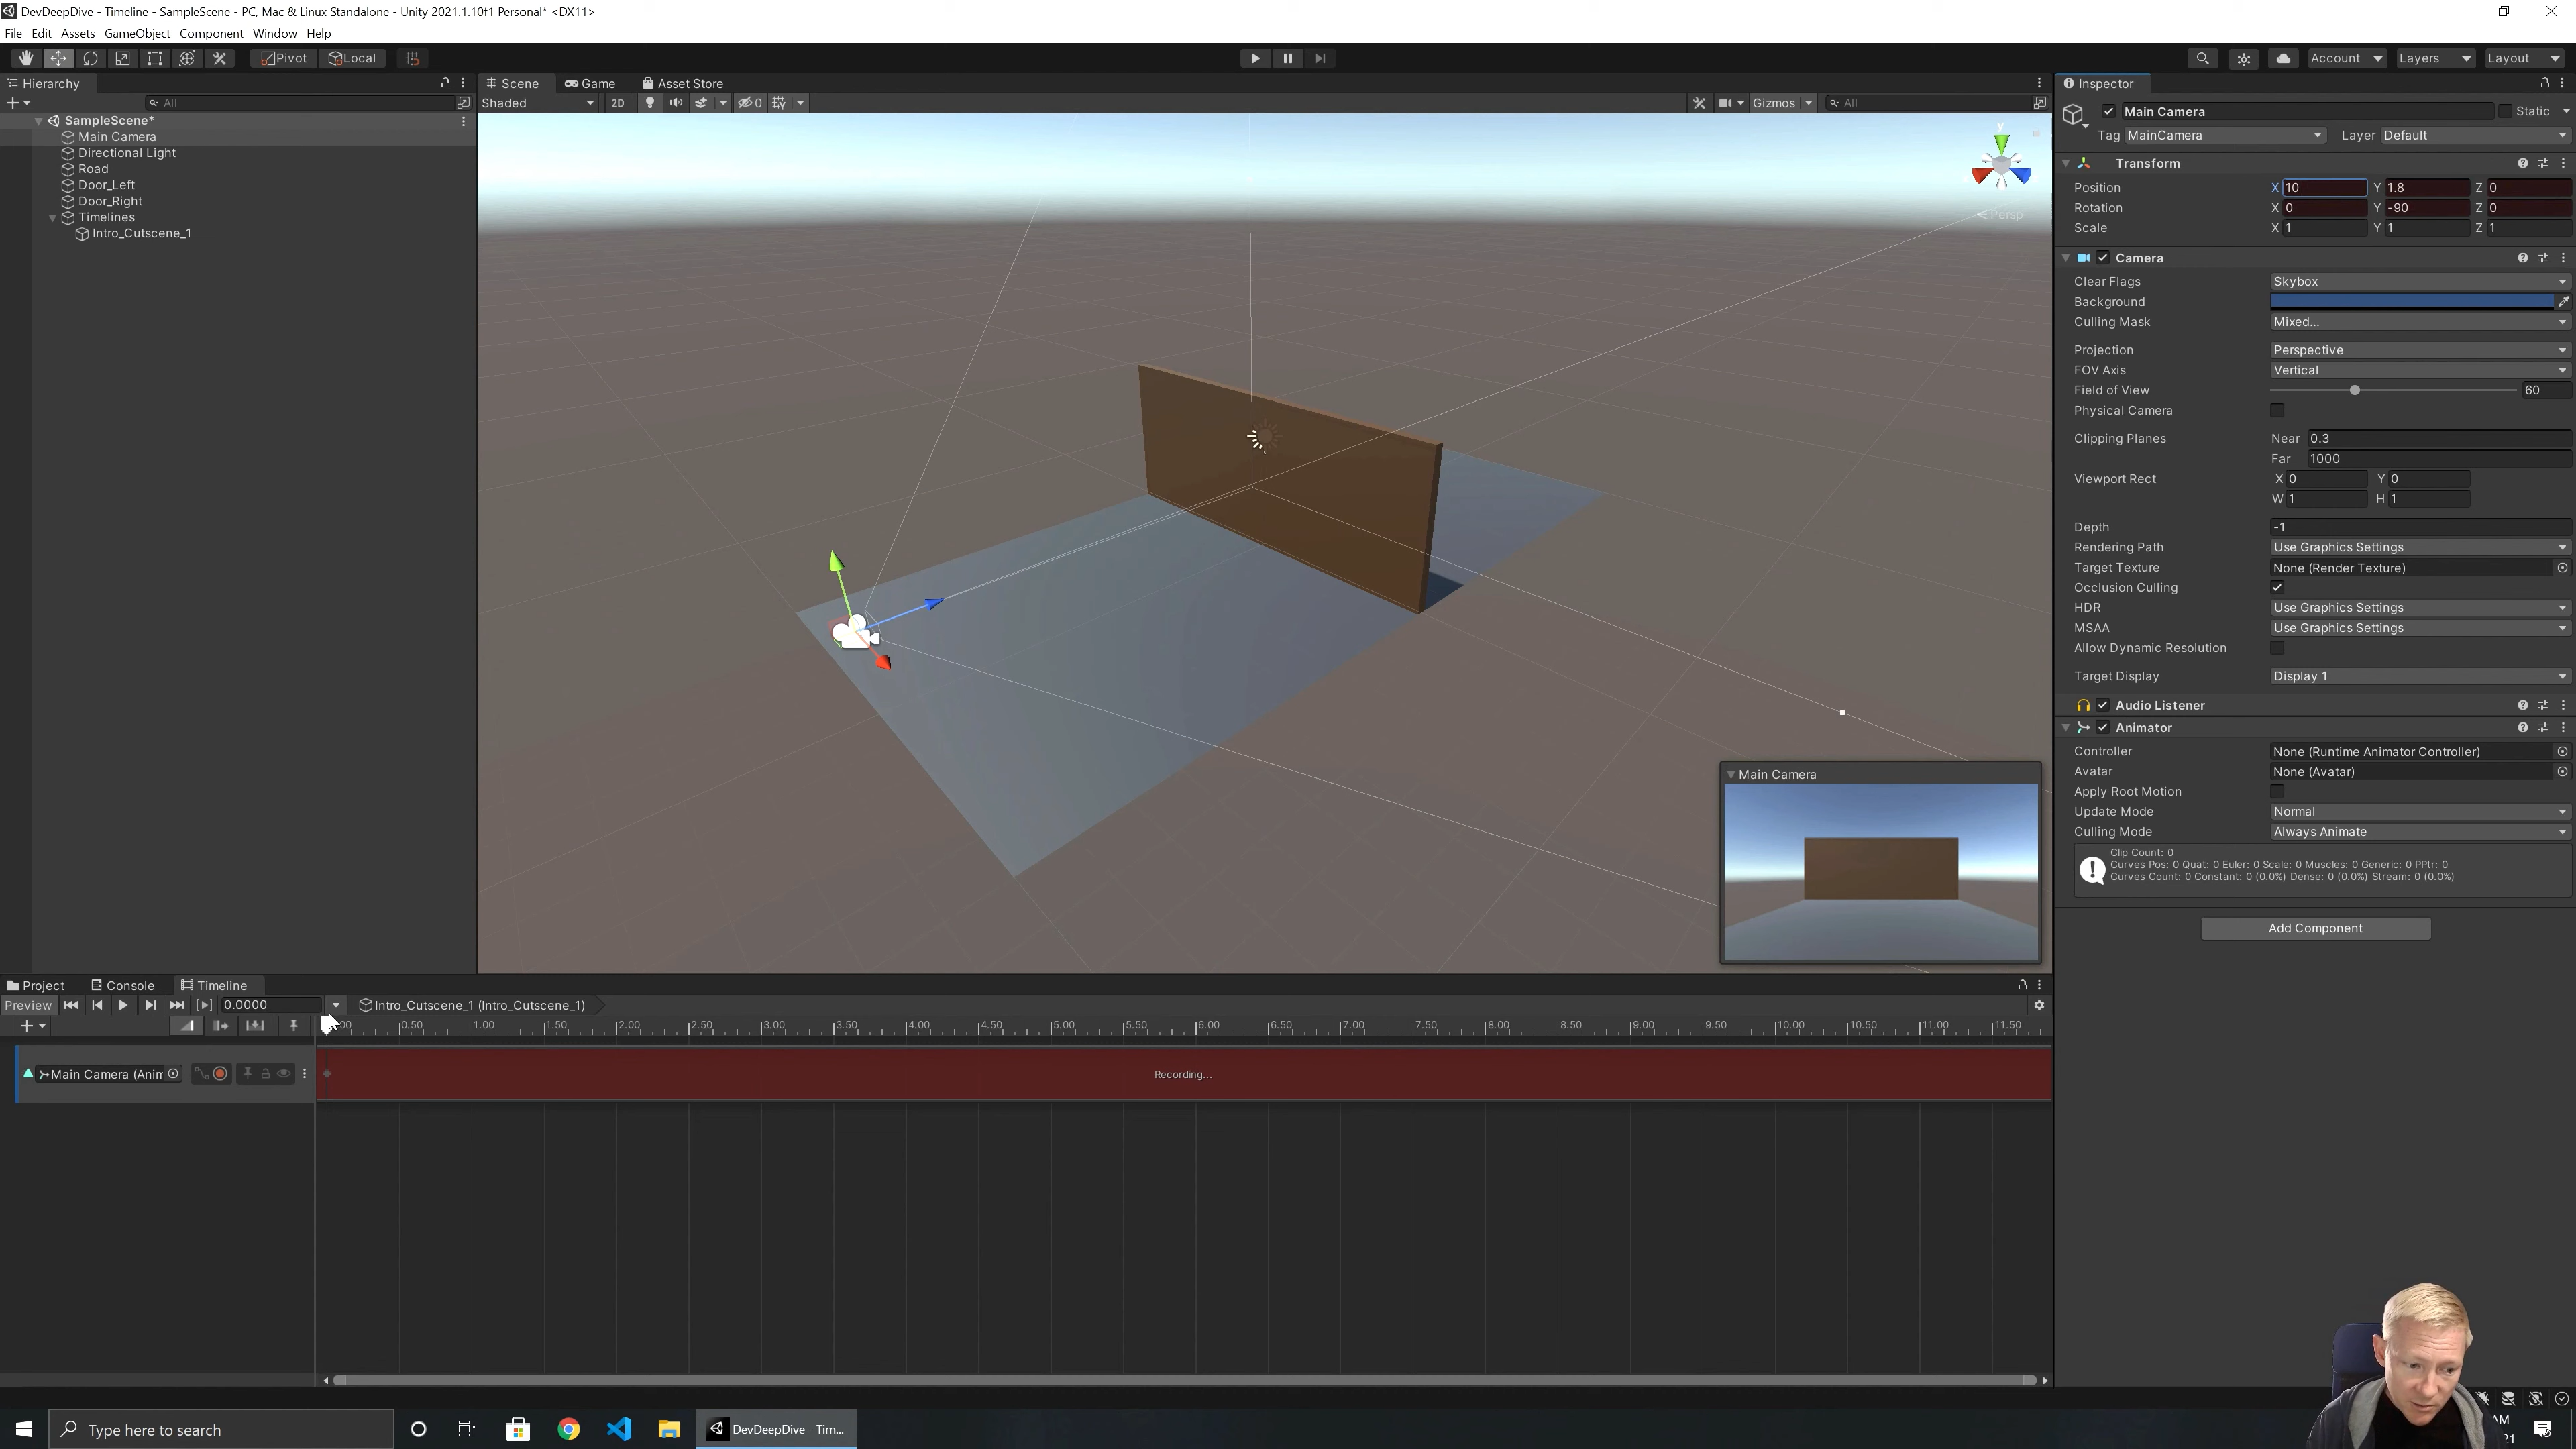 DevDeepDive - Timeline - SampleScene - PC, Mac & Linux Standalone - Unity 2021.1.10f1 Personal* <DX11>
File Edit Assets GameObject Component Window Help
Pivot Local
Account Layers Layout
Hierarchy
All
SampleScene*
Main Camera
Directional Light
Road
Door_Left
Door_Right
Timelines
Intro_Cutscene_1
Scene Game Asset Store
Shaded 2D 0 Gizmos All
y
Persp
Main Camera
Inspector
Main Camera Static
Tag MainCamera Layer Default
Transform
Position X 10 Y 1.8 Z 0
Rotation X 0 Y -90 Z 0
Scale X 1 Y 1 Z 1
Camera
Clear Flags Skybox
Background
Culling Mask Mixed...
Projection Perspective
FOV Axis Vertical
Field of View 60
Physical Camera
Clipping Planes Near 0.3
Far 1000
Viewport Rect X 0 Y 0
W 1 H 1
Depth -1
Rendering Path Use Graphics Settings
Target Texture None (Render Texture)
Occlusion Culling
HDR Use Graphics Settings
MSAA Use Graphics Settings
Allow Dynamic Resolution
Target Display Display 1
Audio Listener
Animator
Controller None (Runtime Animator Controller)
Avatar None (Avatar)
Apply Root Motion
Update Mode Normal
Culling Mode Always Animate
Clip Count: 0
Curves Pos: 0 Quat: 0 Euler: 0 Scale: 0 Muscles: 0 Generic: 0 PPtr: 0
Curves Count: 0 Constant: 0 (0.0%) Dense: 0 (0.0%) Stream: 0 (0.0%)
Add Component
Project Console Timeline
Preview 0.0000 Intro_Cutscene_1 (Intro_Cutscene_1)
0.50 1.00 1.50 2.00 2.50 3.00 3.50 4.00 4.50 5.00 5.50 6.00 6.50 7.00 7.50 8.00 8.50 9.00 9.50 10.00 10.50 11.00 11.50
Main Camera (Anim
Recording...
Type here to search
DevDeepDive - Tim...